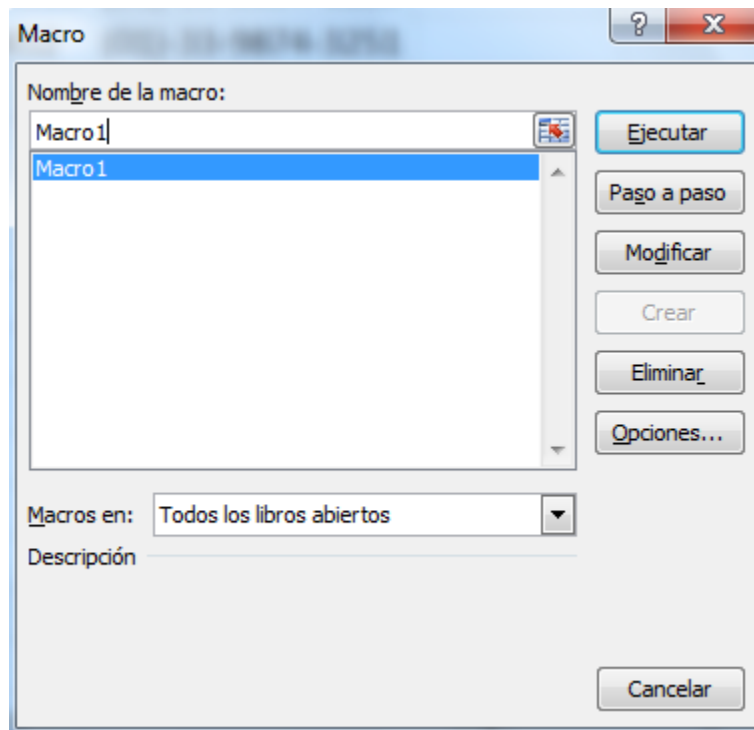 Macro
Nombre de la macro:
Macro1
Ejecutar
Macro1
Paso a paso
Modificar
Crear
Eliminar
Opciones...
Macros en: Todos los libros abiertos
Descripción
Cancelar